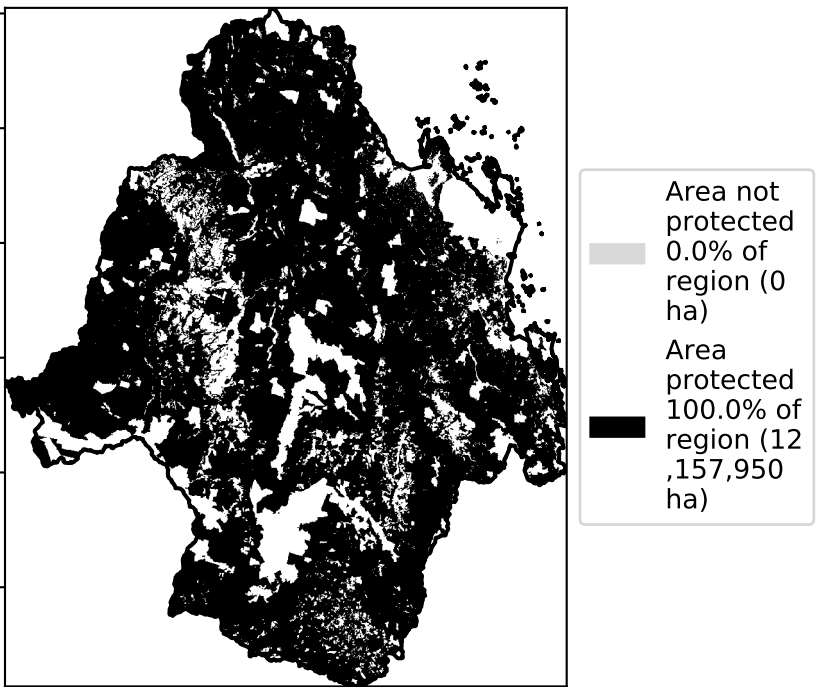 Area not
protected
0.0% of
region (0
ha)
Area
protected
100.0% of
region (12
,157,950
ha)